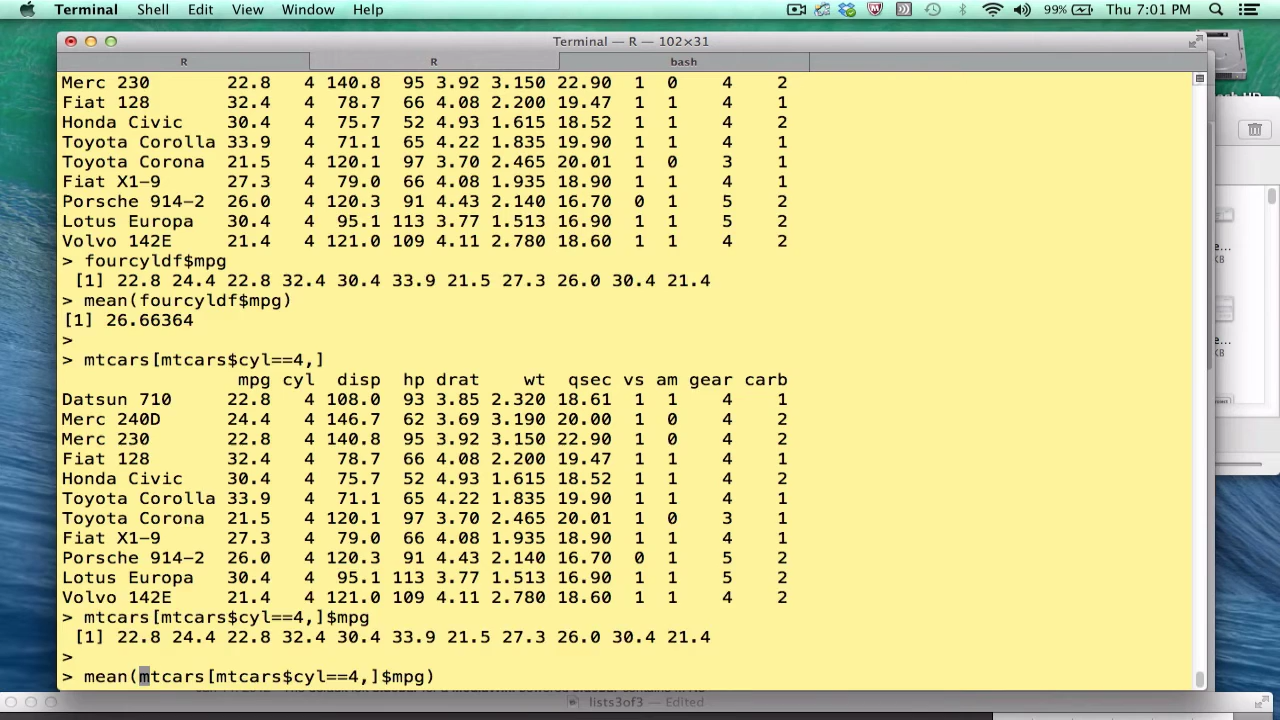 Terminal Shell Edit View Window Help 99% Thu 7:01 PM
Terminal — R — 102×31
R R bash
Merc 230 22.8 4 140.8 95 3.92 3.150 22.90 1 0 4 2
Fiat 128 32.4 4 78.7 66 4.08 2.200 19.47 1 1 4 1
Honda Civic 30.4 4 75.7 52 4.93 1.615 18.52 1 1 4 2
Toyota Corolla 33.9 4 71.1 65 4.22 1.835 19.90 1 1 4 1
Toyota Corona 21.5 4 120.1 97 3.70 2.465 20.01 1 0 3 1
Fiat X1-9 27.3 4 79.0 66 4.08 1.935 18.90 1 1 4 1
Porsche 914-2 26.0 4 120.3 91 4.43 2.140 16.70 0 1 5 2
Lotus Europa 30.4 4 95.1 113 3.77 1.513 16.90 1 1 5 2
Volvo 142E 21.4 4 121.0 109 4.11 2.780 18.60 1 1 4 2
> fourcyldf$mpg
[1] 22.8 24.4 22.8 32.4 30.4 33.9 21.5 27.3 26.0 30.4 21.4
> mean(fourcyldf$mpg)
[1] 26.66364
>
> mtcars[mtcars$cyl==4,]
mpg cyl disp hp drat wt qsec vs am gear carb
Datsun 710 22.8 4 108.0 93 3.85 2.320 18.61 1 1 4 1
Merc 240D 24.4 4 146.7 62 3.69 3.190 20.00 1 0 4 2
Merc 230 22.8 4 140.8 95 3.92 3.150 22.90 1 0 4 2
Fiat 128 32.4 4 78.7 66 4.08 2.200 19.47 1 1 4 1
Honda Civic 30.4 4 75.7 52 4.93 1.615 18.52 1 1 4 2
Toyota Corolla 33.9 4 71.1 65 4.22 1.835 19.90 1 1 4 1
Toyota Corona 21.5 4 120.1 97 3.70 2.465 20.01 1 0 3 1
Fiat X1-9 27.3 4 79.0 66 4.08 1.935 18.90 1 1 4 1
Porsche 914-2 26.0 4 120.3 91 4.43 2.140 16.70 0 1 5 2
Lotus Europa 30.4 4 95.1 113 3.77 1.513 16.90 1 1 5 2
Volvo 142E 21.4 4 121.0 109 4.11 2.780 18.60 1 1 4 2
> mtcars[mtcars$cyl==4,]$mpg
[1] 22.8 24.4 22.8 32.4 30.4 33.9 21.5 27.3 26.0 30.4 21.4
>
> mean(mtcars[mtcars$cyl==4,]$mpg)
lists3of3 — Edited